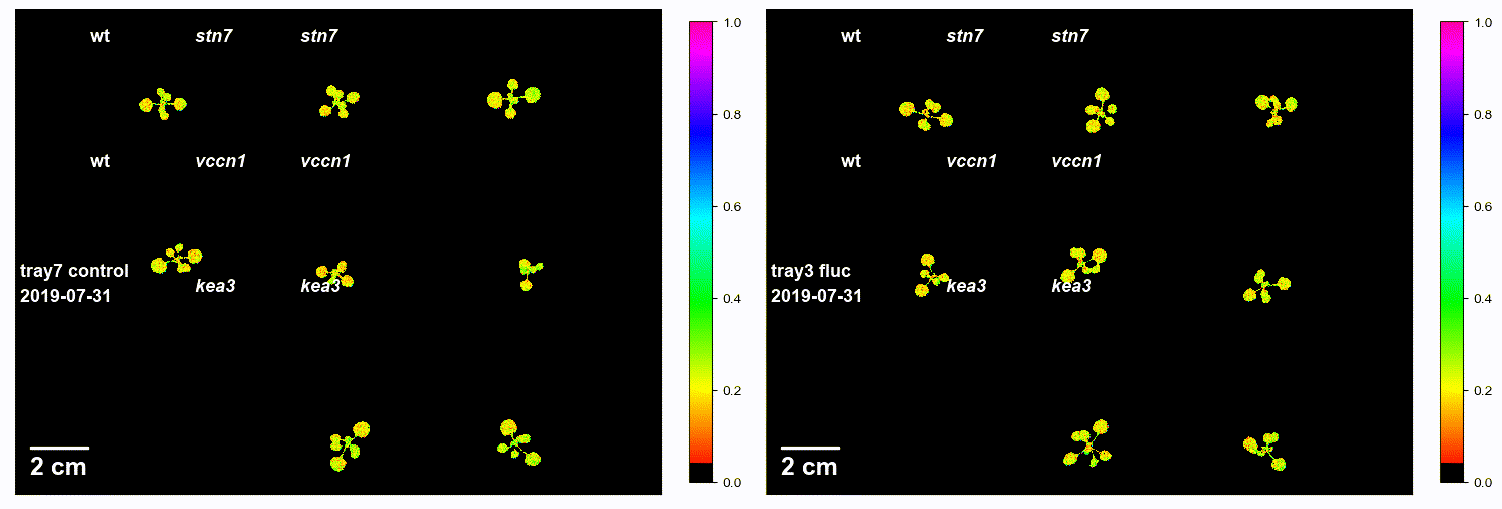 wt stn7 stn7
wt vccn1 vccn1
tray7 control
2019-07-31
kea3 kea3
2 cm
1.0
0.8
0.6
0.4
0.2
0.0
wt stn7 stn7
wt vccn1 vccn1
tray3 fluc
2019-07-31
kea3 kea3
2 cm
1.0
0.8
0.6
0.4
0.2
0.0